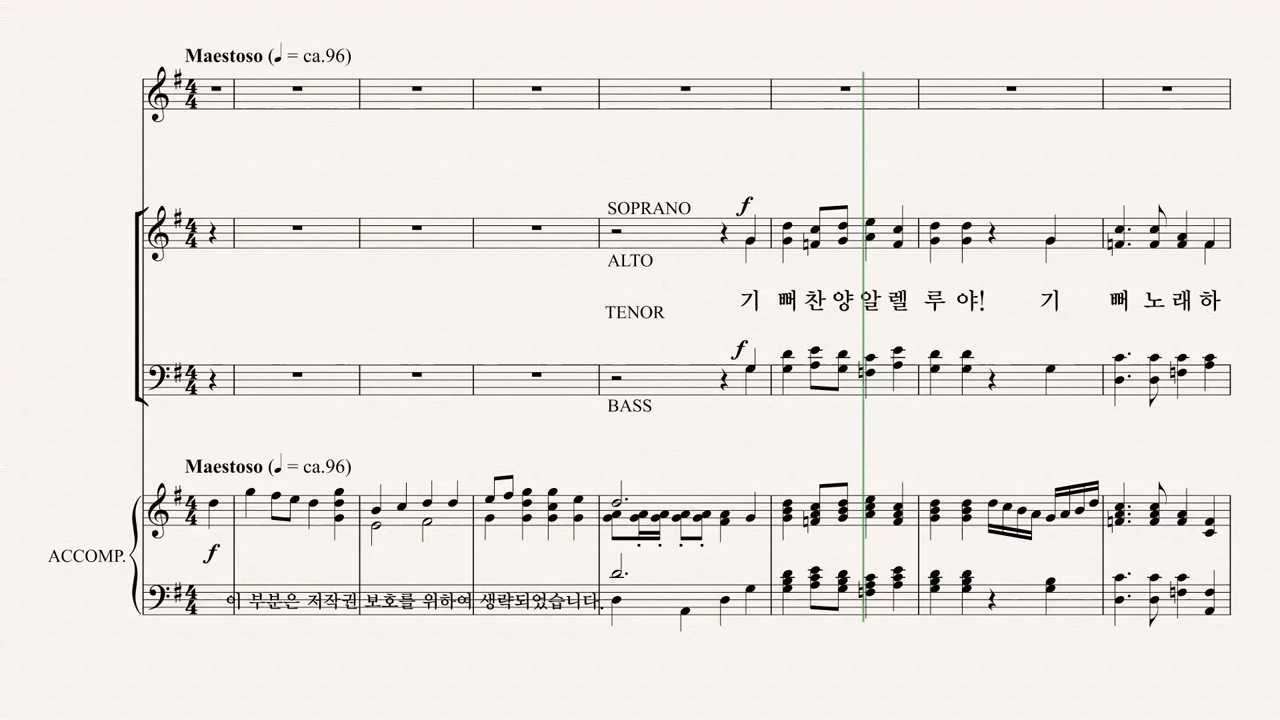 Maestoso (♩ = ca.96)
SOPRANO
f
ALTO
기 뻐 찬 양 알 렐 루 야! 기 뻐 노 래 하
TENOR
f
BASS
Maestoso (♩ = ca.96)
f
ACCOMP.
이 부분은 저작권 보호를 위하여 생략되었습니다.